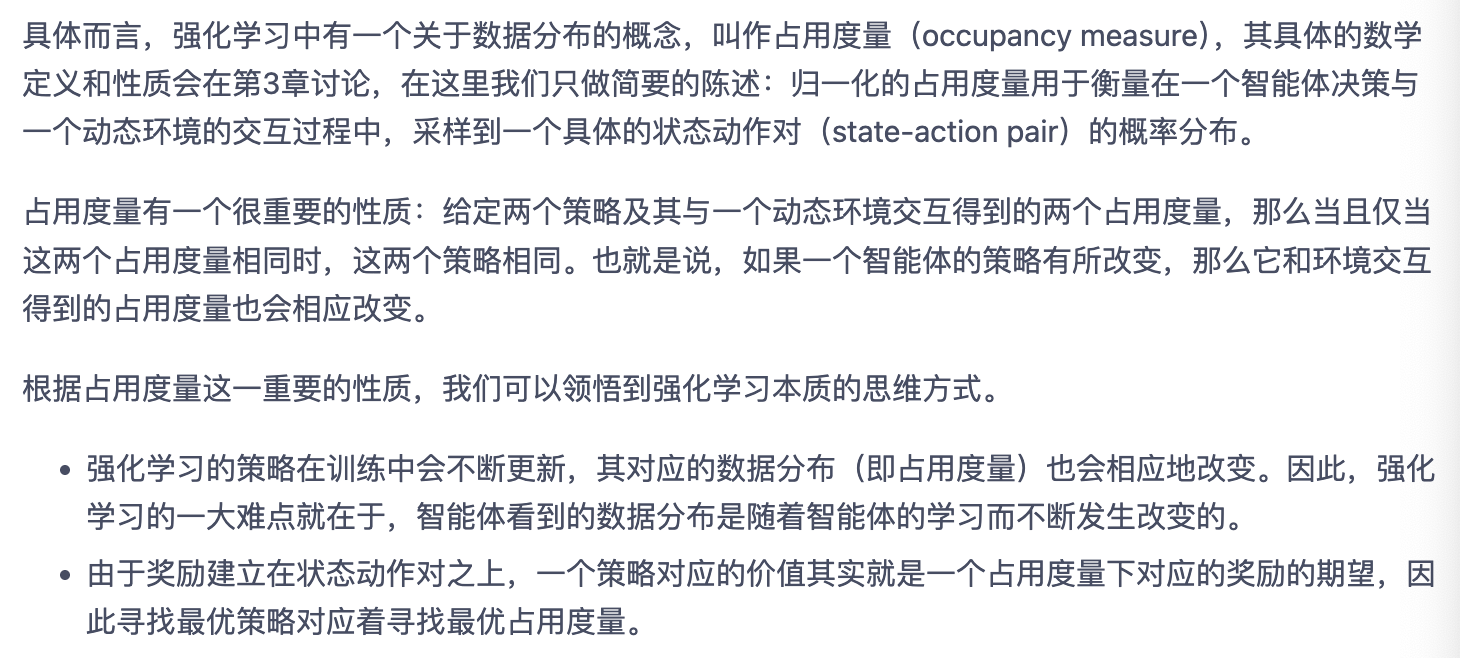 具体而言，强化学习中有一个关于数据分布的概念，叫作占用度量（occupancy measure），其具体的数学
定义和性质会在第3章讨论，在这里我们只做简要的陈述：归一化的占用度量用于衡量在一个智能体决策与
一个动态环境的交互过程中，采样到一个具体的状态动作对（state-action pair）的概率分布。
占用度量有一个很重要的性质：给定两个策略及其与一个动态环境交互得到的两个占用度量，那么当且仅当
这两个占用度量相同时，这两个策略相同。也就是说，如果一个智能体的策略有所改变，那么它和环境交互
得到的占用度量也会相应改变。
根据占用度量这一重要的性质，我们可以领悟到强化学习本质的思维方式。
• 强化学习的策略在训练中会不断更新，其对应的数据分布（即占用度量）也会相应地改变。因此，强化
学习的一大难点就在于，智能体看到的数据分布是随着智能体的学习而不断发生改变的。
• 由于奖励建立在状态动作对之上，一个策略对应的价值其实就是一个占用度量下对应的奖励的期望，因
此寻找最优策略对应着寻找最优占用度量。